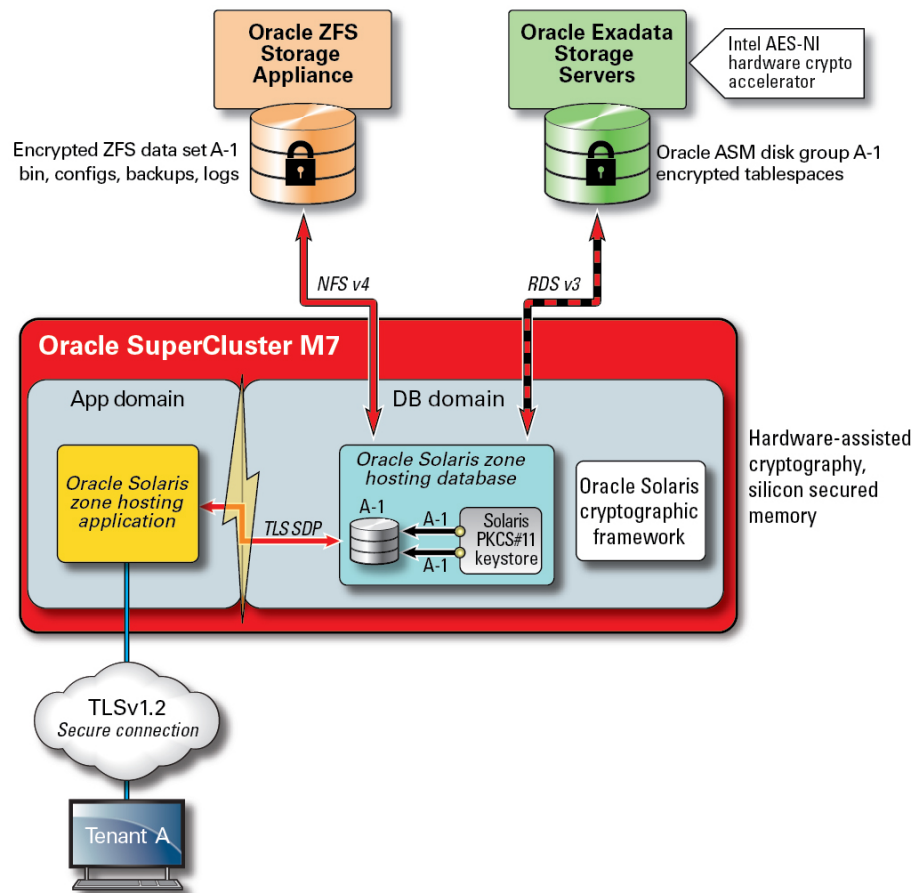 Oracle ZFS
Storage
Appliance
Oracle Exadata
Storage
Servers
Intel AES-NI
hardware crypto
accelerator
Encrypted ZFS data set A-1
bin, configs, backups, logs
Oracle ASM disk group A-1
encrypted tablespaces
NFS v4
RDS v3
Oracle SuperCluster M7
App domain
DB domain
Oracle Solaris
zone hosting
application
TLS SDP
Oracle Solaris zone
hosting database
A-1
A-1
A-1
Solaris
PKCS#11
keystore
Oracle Solaris
cryptographic
framework
Hardware-assisted
cryptography,
silicon secured
memory
TLSv1.2
Secure connection
Tenant A